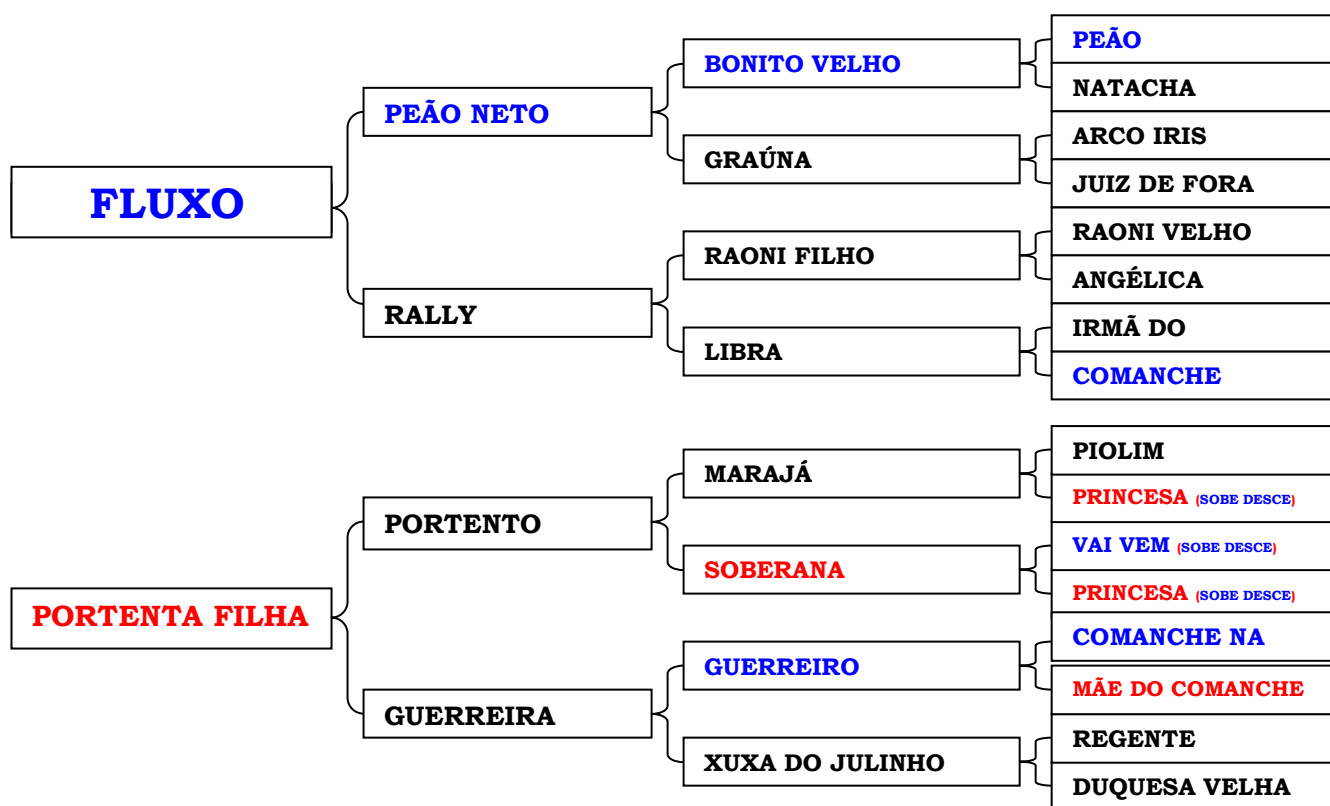 PEÃO
BONITO VELHO
NATACHA
PEÃO NETO
ARCO IRIS
GRAÚNA
JUIZ DE FORA
FLUXO
RAONI VELHO
RAONI FILHO
ANGÉLICA
RALLY
IRMÃ DO
LIBRA
COMANCHE
PIOLIM
MARAJÁ
PRINCESA (SOBE DESCE)
PORTENTO
VAI VEM (SOBE DESCE)
SOBERANA
PRINCESA (SOBE DESCE)
PORTENTA FILHA
COMANCHE NA
GUERREIRO
MÃE DO COMANCHE
GUERREIRA
REGENTE
XUXA DO JULINHO
DUQUESA VELHA